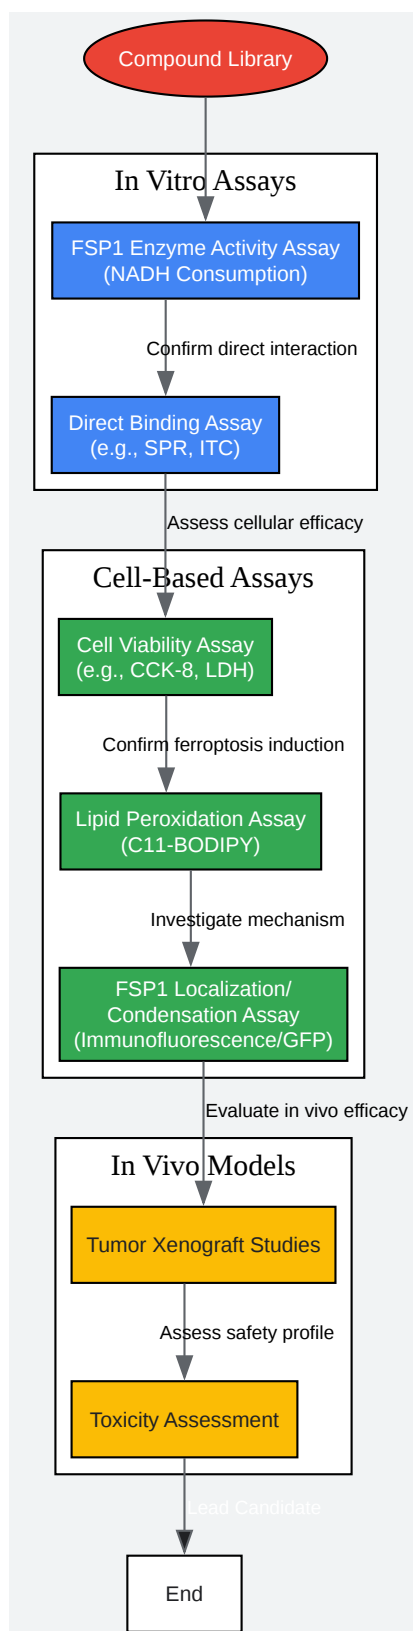 Compound Library
In Vitro Assays
FSP1 Enzyme Activity Assay
(NADH Consumption)
Confirm direct interaction
Direct Binding Assay
(e.g., SPR, ITC)
Assess cellular efficacy
Cell-Based Assays
Cell Viability Assay
(e.g., CCK-8, LDH)
Confirm ferroptosis induction
Lipid Peroxidation Assay
(C11-BODIPY)
Investigate mechanism
FSP1 Localization/
Condensation Assay
(Immunofluorescence/GFP)
Evaluate in vivo efficacy
In Vivo Models
Tumor Xenograft Studies
Assess safety profile
Toxicity Assessment
Lead Candidate
End